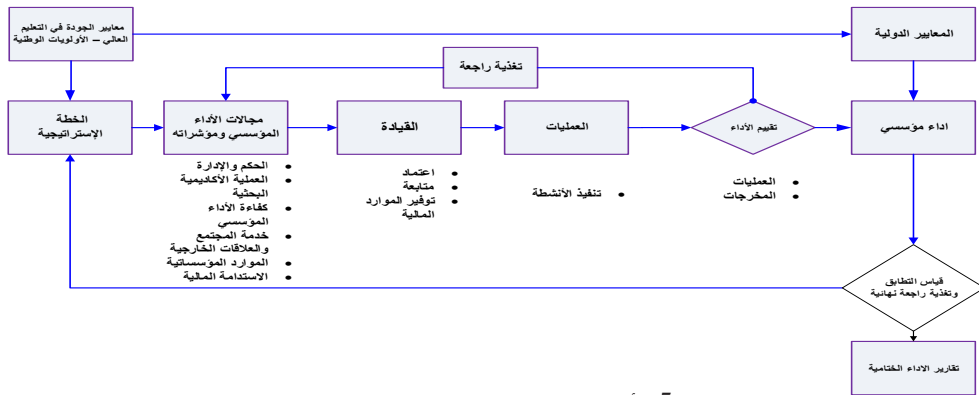 معايير الجودة في التعليم
العالي – الأولويات الوطنية
المعايير الدولية
تغذية راجعة
الخطة
الإستراتيجية
مجالات الأداء
المؤسسي ومؤشراته
القيادة
العمليات
تقييم الأداء
اداء مؤسسي
• الحكم والإدارة
• العملية الأكاديمية
البحثية
• كفاءة الأداء
المؤسسي
• خدمة المجتمع
والعلاقات الخارجية
• الموارد المؤسساتية
• الاستدامة المالية
• اعتماد
• متابعة
• توفير الموارد
المالية
• تنفيذ الأنشطة
• العمليات
• المخرجات
قياس التطابق
وتغذية راجعة نهائية
تقارير الاداء الختامية